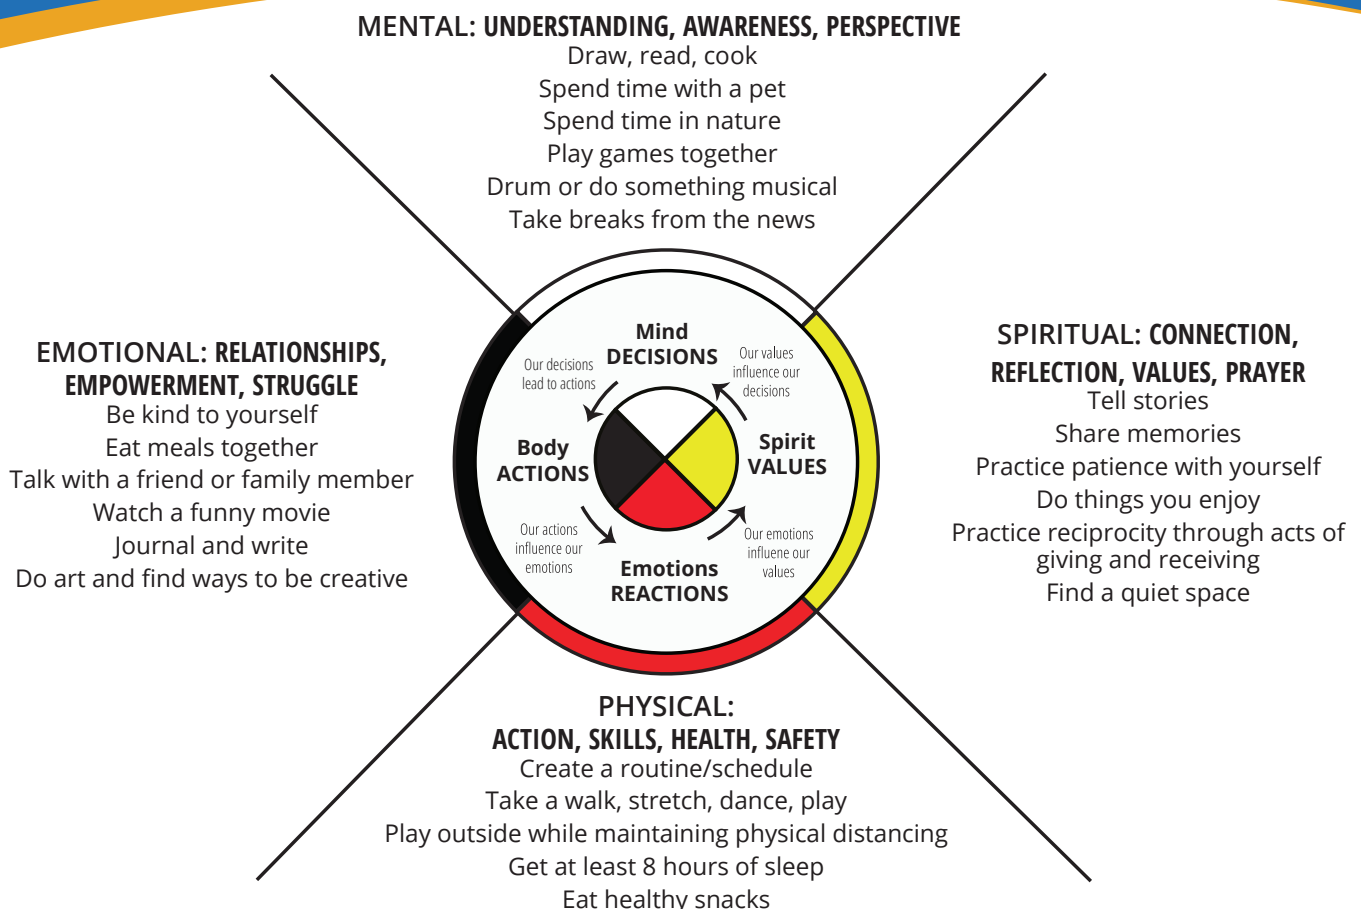 MENTAL: UNDERSTANDING, AWARENESS, PERSPECTIVE
Draw, read, cook
Spend time with a pet
Spend time in nature
Play games together
Drum or do something musical
Take breaks from the news
EMOTIONAL: RELATIONSHIPS,
EMPOWERMENT, STRUGGLE
Be kind to yourself
Eat meals together
Talk with a friend or family member
Watch a funny movie
Journal and write
Do art and find ways to be creative
Mind
DECISIONS
Our decisions
lead to actions
Our values
influence our
decisions
Body
ACTIONS
Spirit
VALUES
Our actions
influence our
emotions
Our emotions
influene our
values
Emotions
REACTIONS
SPIRITUAL: CONNECTION,
REFLECTION, VALUES, PRAYER
Tell stories
Share memories
Practice patience with yourself
Do things you enjoy
Practice reciprocity through acts of
giving and receiving
Find a quiet space
PHYSICAL:
ACTION, SKILLS, HEALTH, SAFETY
Create a routine/schedule
Take a walk, stretch, dance, play
Play outside while maintaining physical distancing
Get at least 8 hours of sleep
Eat healthy snacks